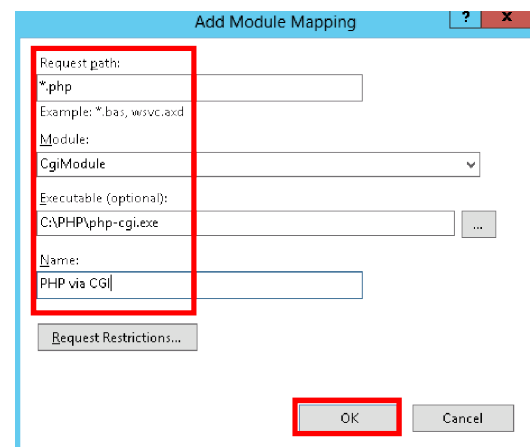 Add Module Mapping
?
x
Request path:
*.php
Example: *.bas, wsvc.axd
Module:
CgiModule
Executable (optional):
C:\PHP\php-cgi.exe
...
Name:
PHP via CGI
Request Restrictions...
OK
Cancel